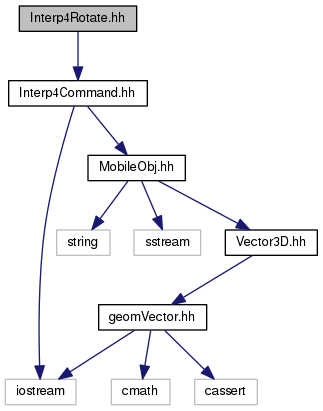 Interp4Rotate.hh
Interp4Command.hh
MobileObj.hh
string
sstream
Vector3D.hh
geomVector.hh
iostream
cmath
cassert